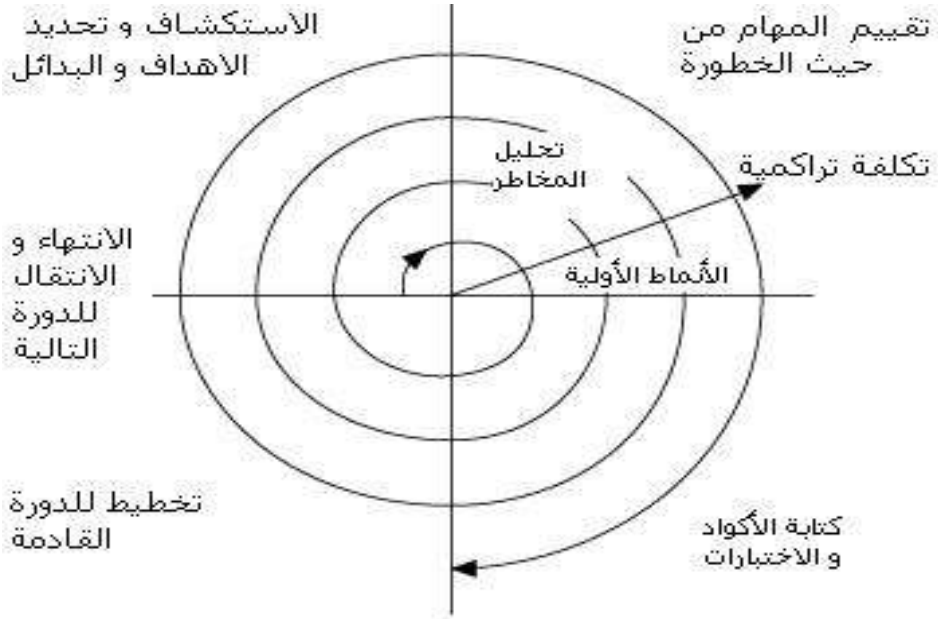 الاستكشاف و تحديد
الاهداف و البدائل
تقييم المهام من
حيث الخطورة
تحليل
المخاطر
تكلفة تراكمية
الانتهاء و
الانتقال
للدورة
التالية
الأنماط الأولية
تخطيط للدورة
القادمة
كتابة الأكواد
و الاختبارات